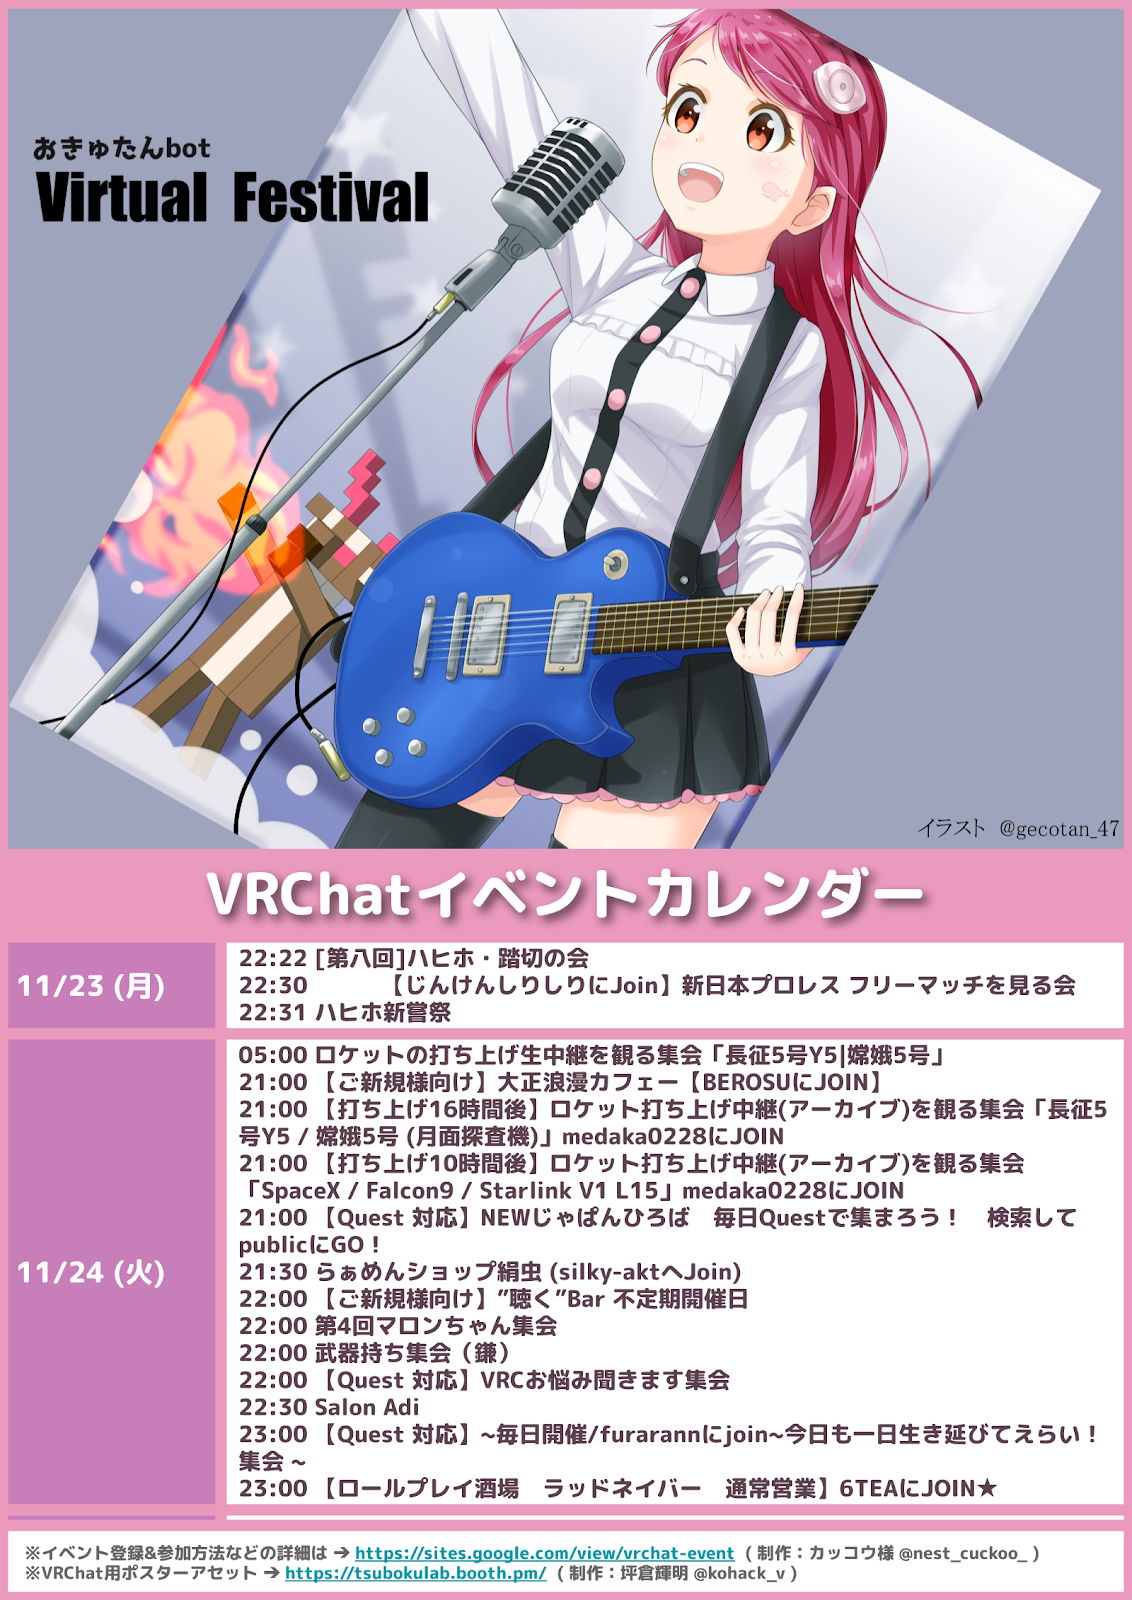 おきゅたんbot
Virtual Festival
イラスト @gecotan_47
VRChatイベントカレンダー
11/23 (月)
22:22 [第八回]ハヒホ・踏切の会
22:30 【じんけんしりしりにJoin】新日本プロレス フリーマッチを見る会
22:31 ハヒホ新嘗祭
11/24 (火)
05:00 ロケットの打ち上げ生中継を観る集会「長征5号Y5|嫦娥5号」
21:00 【ご新規様向け】大正浪漫カフェー【BEROSUにJOIN】
21:00 【打ち上げ16時間後】ロケット打ち上げ中継(アーカイブ)を観る集会「長征5
号Y5 / 嫦娥5号 (月面探査機)」medaka0228にJOIN
21:00 【打ち上げ10時間後】ロケット打ち上げ中継(アーカイブ)を観る集会
「SpaceX / Falcon9 / Starlink V1 L15」medaka0228にJOIN
21:00 【Quest 対応】NEWじゃぱんひろば　毎日Questで集まろう！　検索して
publicにGO！
21:30 らぁめんショップ絹虫 (silky-aktへJoin)
22:00 【ご新規様向け】”聴く”Bar 不定期開催日
22:00 第4回マロンちゃん集会
22:00 武器持ち集会（鎌）
22:00 【Quest 対応】VRCお悩み聞きます集会
22:30 Salon Adi
23:00 【Quest 対応】~毎日開催/furarannにjoin~今日も一日生き延びてえらい！
集会 ~
23:00 【ロールプレイ酒場　ラッドネイバー　通常営業】6TEAにJOIN★
※イベント登録&参加方法などの詳細は → https://sites.google.com/view/vrchat-event ( 制作：カッコウ様 @nest_cuckoo_ )
※VRChat用ポスターアセット → https://tsubokulab.booth.pm/ ( 制作：坪倉輝明 @kohack_v )